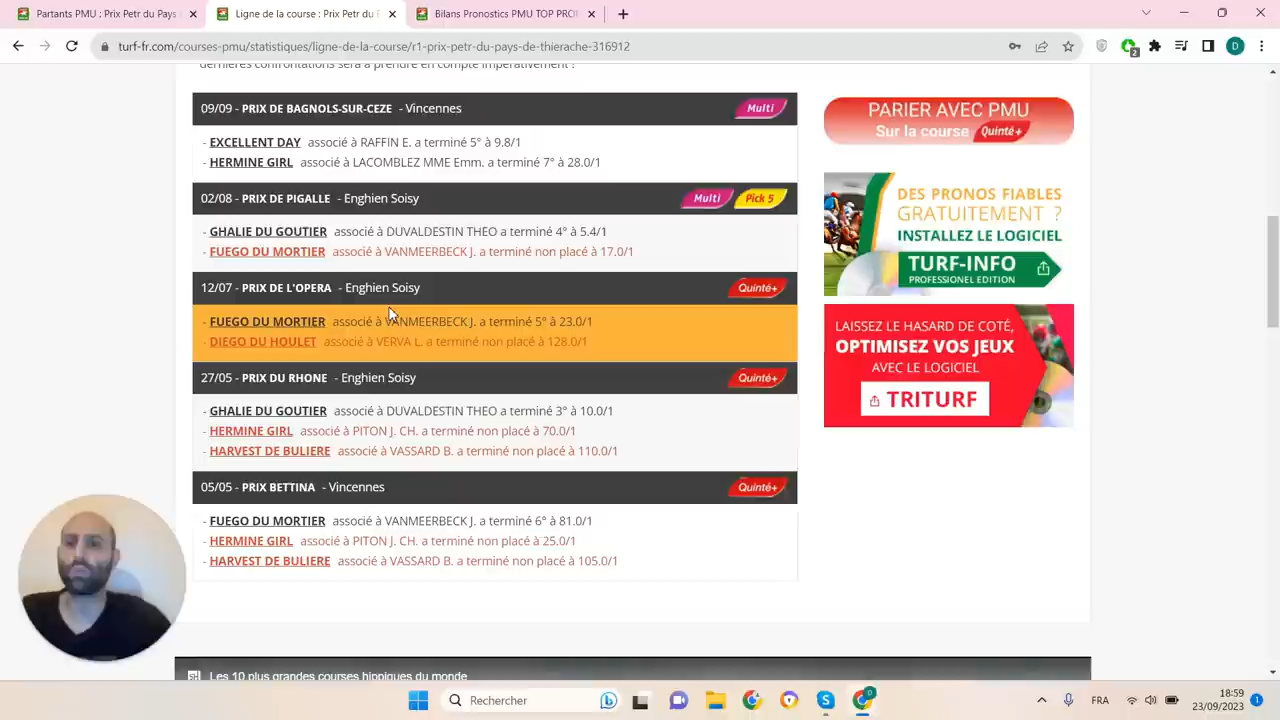 Partants PMU : Prix Petr du Pays
Ligne de la course : Prix Petr du
Bilans Pronostics PMU TOP PRO
turf-fr.com/courses-pmu/statistiques/ligne-de-la-course/r1-prix-petr-du-pays-de-thierache-316912
2
D
dernières confrontations sera à prendre en compte impérativement !
09/09 - PRIX DE BAGNOLS-SUR-CEZE - Vincennes Multi
- EXCELLENT DAY associé à RAFFIN E. a terminé 5° à 9.8/1
- HERMINE GIRL associé à LACOMBLEZ MME Emm. a terminé 7° à 28.0/1
02/08 - PRIX DE PIGALLE - Enghien Soisy Multi Pick 5
- GHALIE DU GOUTIER associé à DUVALDESTIN THEO a terminé 4° à 5.4/1
- FUEGO DU MORTIER associé à VANMEERBECK J. a terminé non placé à 17.0/1
12/07 - PRIX DE L'OPERA - Enghien Soisy Quinté+
- FUEGO DU MORTIER associé à VANMEERBECK J. a terminé 5° à 23.0/1
- DIEGO DU HOULET associé à VERVA L. a terminé non placé à 128.0/1
27/05 - PRIX DU RHONE - Enghien Soisy Quinté+
- GHALIE DU GOUTIER associé à DUVALDESTIN THEO a terminé 3° à 10.0/1
- HERMINE GIRL associé à PITON J. CH. a terminé non placé à 70.0/1
- HARVEST DE BULIERE associé à VASSARD B. a terminé non placé à 110.0/1
05/05 - PRIX BETTINA - Vincennes Quinté+
- FUEGO DU MORTIER associé à VANMEERBECK J. a terminé 6° à 81.0/1
- HERMINE GIRL associé à PITON J. CH. a terminé non placé à 25.0/1
- HARVEST DE BULIERE associé à VASSARD B. a terminé non placé à 105.0/1
PARIER AVEC PMU
Sur la course Quinté+
DES PRONOS FIABLES
GRATUITEMENT ?
INSTALLEZ LE LOGICIEL
TURF-INFO
PROFESSIONEL EDITION
LAISSEZ LE HASARD DE COTÉ,
OPTIMISEZ VOS JEUX
AVEC LE LOGICIEL
TRITURF
Les 10 plus grandes courses hippiques du monde
Rechercher
FRA
18:59
23/09/2023
1